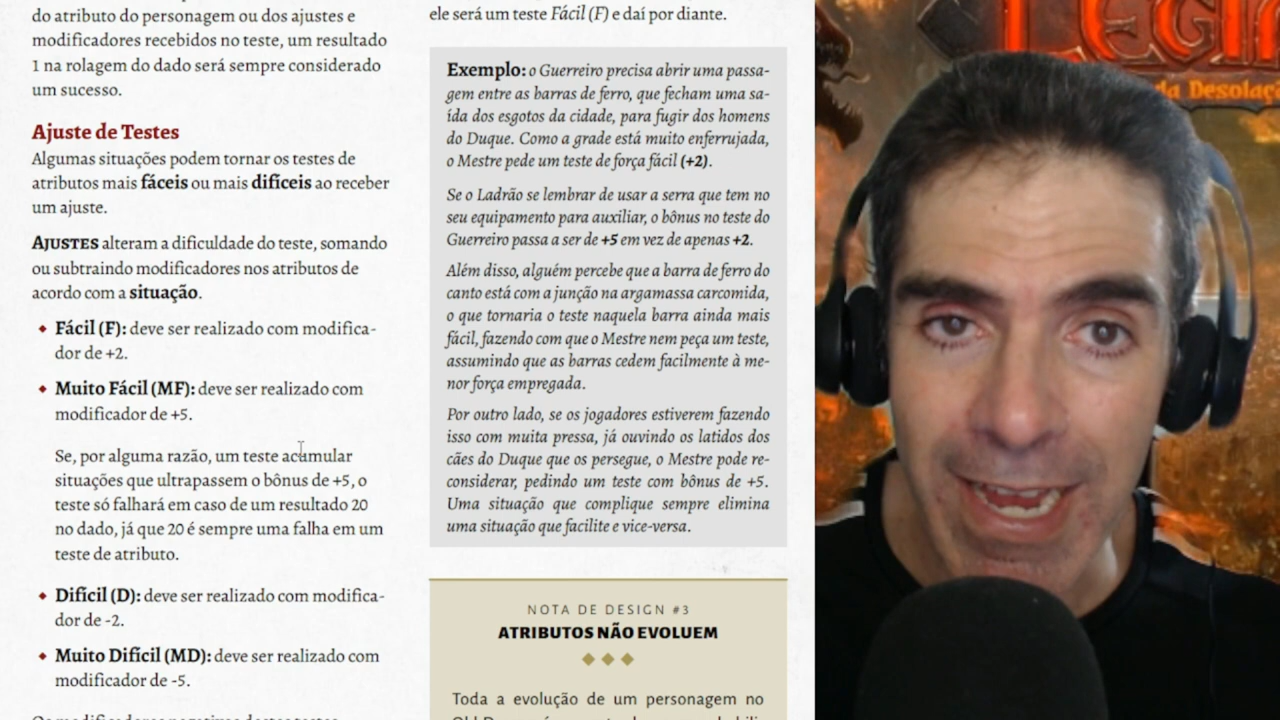 do atributo do personagem ou dos ajustes e
modificadores recebidos no teste, um resultado
1 na rolagem do dado será sempre considerado
um sucesso.
Ajuste de Testes
Algumas situações podem tornar os testes de
atributos mais fáceis ou mais difíceis ao receber
um ajuste.
AJUSTES alteram a dificuldade do teste, somando
ou subtraindo modificadores nos atributos de
acordo com a situação.
Fácil (F): deve ser realizado com modifica-
dor de +2.
Muito Fácil (MF): deve ser realizado com
modificador de +5.
Se, por alguma razão, um teste acumular
situações que ultrapassem o bônus de +5, o
teste só falhará em caso de um resultado 20
no dado, já que 20 é sempre uma falha em um
teste de atributo.
Difícil (D): deve ser realizado com modifica-
dor de -2.
Muito Difícil (MD): deve ser realizado com
modificador de -5.
ele será um teste Fácil (F) e daí por diante.
Exemplo: o Guerreiro precisa abrir uma passa-
gem entre as barras de ferro, que fecham uma sa-
ída dos esgotos da cidade, para fugir dos homens
do Duque. Como a grade está muito enferrujada,
o Mestre pede um teste de força fácil (+2).
Se o Ladrão se lembrar de usar a serra que tem no
seu equipamento para auxiliar, o bônus no teste do
Guerreiro passa a ser de +5 em vez de apenas +2.
Além disso, alguém percebe que a barra de ferro do
canto está com a junção na argamassa carcomida,
o que tornaria o teste naquela barra ainda mais
fácil, fazendo com que o Mestre nem peça um teste,
assumindo que as barras cedem facilmente à me-
nor força empregada.
Por outro lado, se os jogadores estiverem fazendo
isso com muita pressa, já ouvindo os latidos dos
cães do Duque que os persegue, o Mestre pode re-
considerar, pedindo um teste com bônus de +5.
Uma situação que complique sempre elimina
uma situação que facilite e vice-versa.
NOTA DE DESIGN #3
ATRIBUTOS NÃO EVOLUEM
Toda a evolução de um personagem no